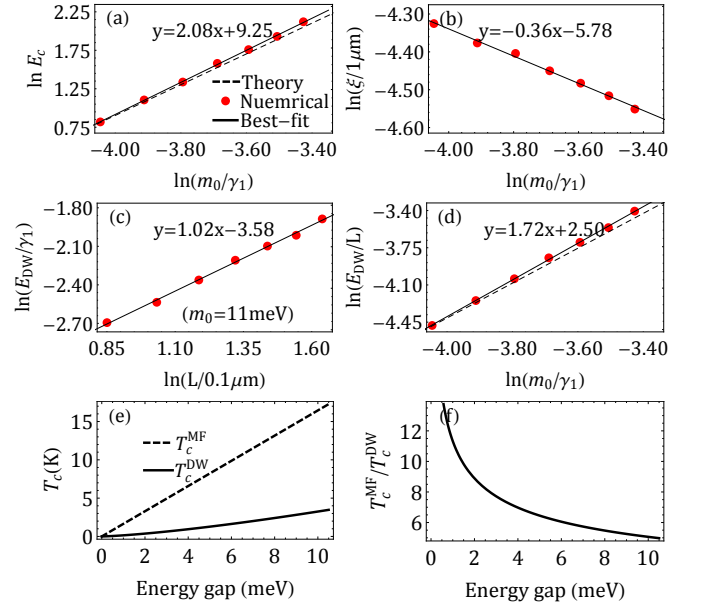 (a)
y=2.08x+9.25
2.25
1.75
1.25
0.75
ln E_c
Theory
Nuemrical
Best−fit
−4.00 −3.80 −3.60 −3.40
ln(m_0/γ_1)
(b)
y=−0.36x−5.78
−4.30
−4.40
−4.50
−4.60
ln(ξ/1μm)
−4.00 −3.80 −3.60 −3.40
ln(m_0/γ_1)
(c)
y=1.02x−3.58
−1.80
−2.10
−2.40
−2.70
ln(E_DW/γ_1)
(m_0=11meV)
0.85 1.10 1.35 1.60
ln(L/0.1μm)
(d)
y=1.72x+2.50
−3.40
−3.75
−4.10
−4.45
ln(E_DW/L)
−4.00 −3.80 −3.60 −3.40
ln(m_0/γ_1)
(e)
T_c^MF
T_c^DW
15
10
5
0
T_c(K)
0 2 4 6 8 10
Energy gap (meV)
(f)
12
10
8
6
T_c^MF/T_c^DW
0 2 4 6 8 10
Energy gap (meV)